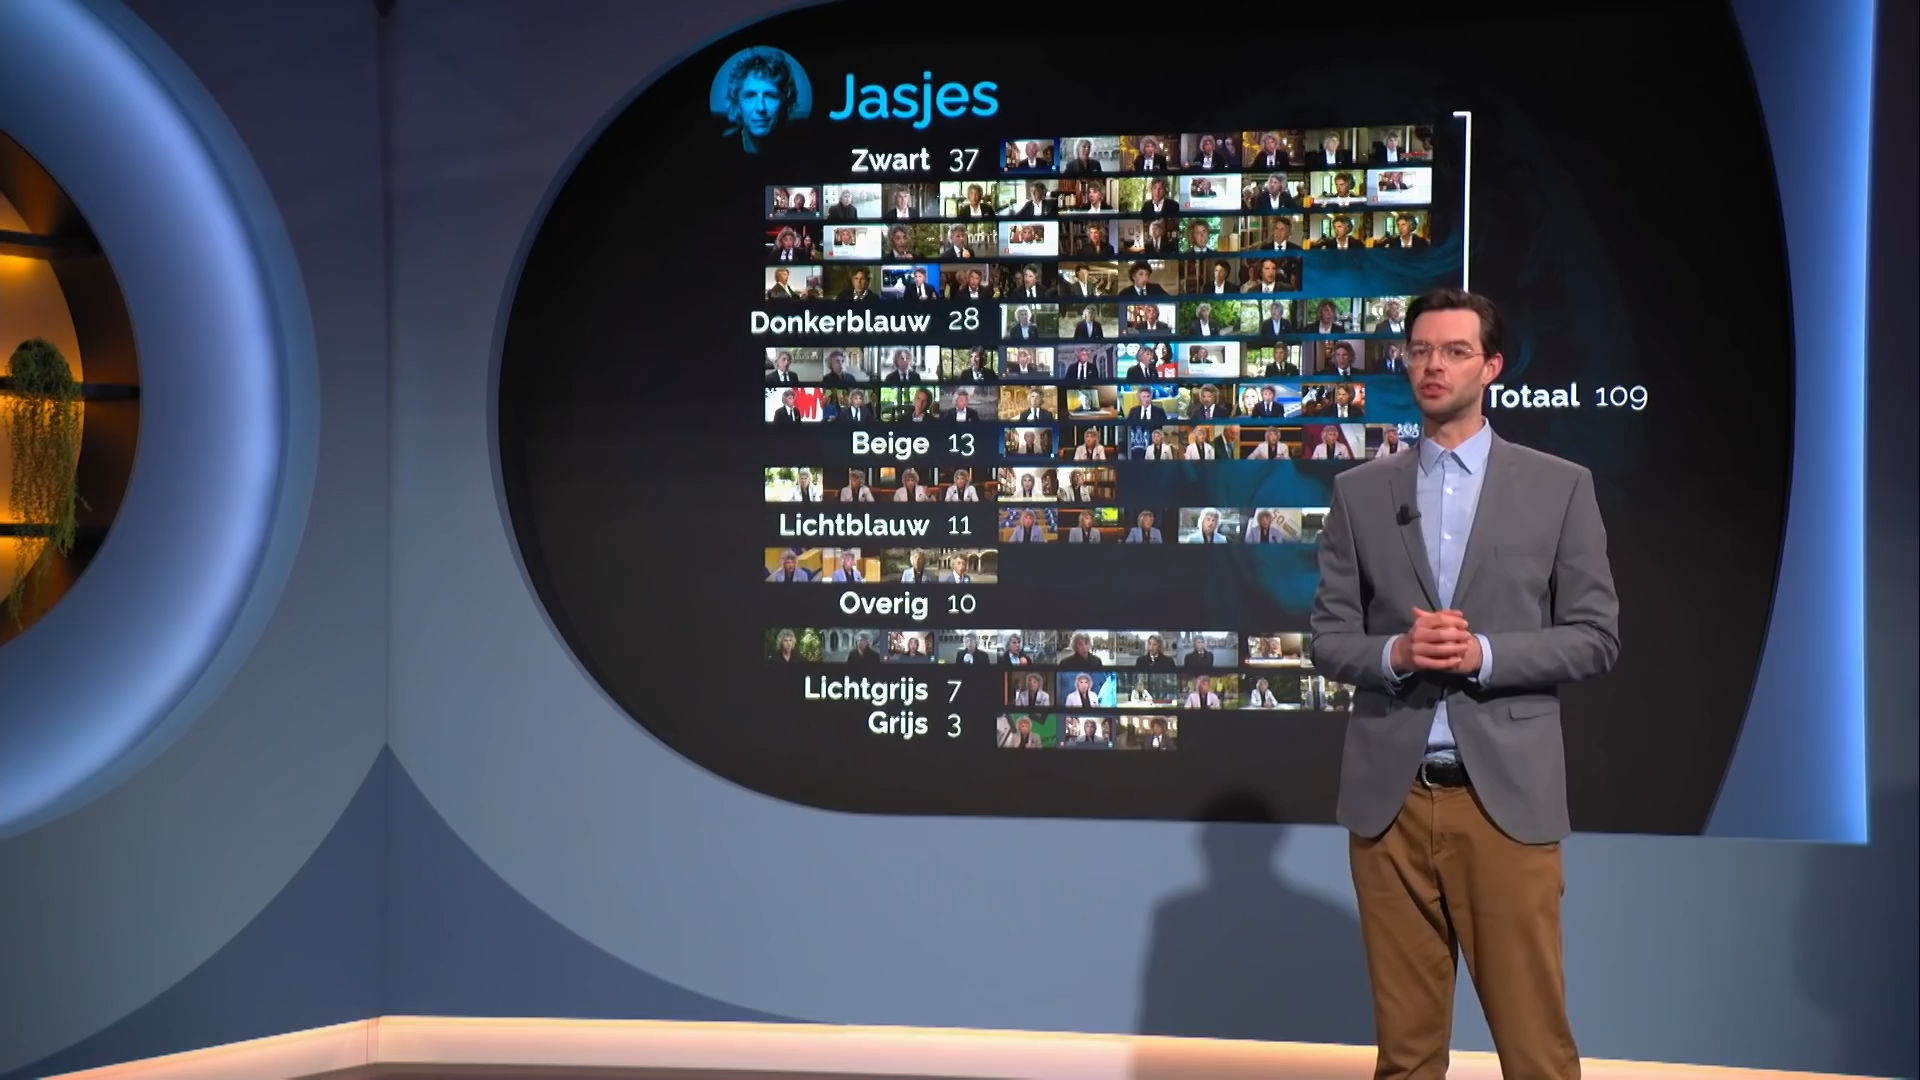 Jasjes
Zwart 37
Donkerblauw 28
Totaal 109
Beige 13
Lichtblauw 11
Overig 10
Lichtgrijs 7
Grijs 3